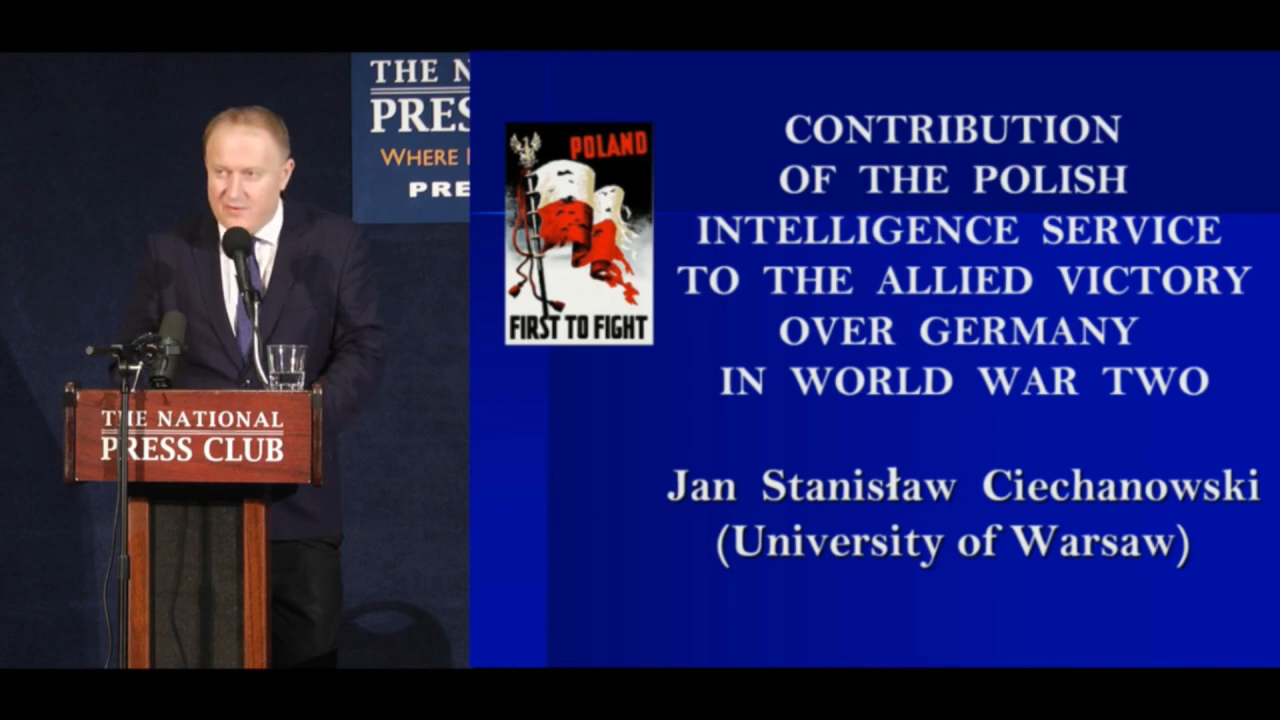 THE N
PRES
WHERE
PRE
THE NATIONAL
PRESS CLUB
POLAND
FIRST TO FIGHT
CONTRIBUTION
OF THE POLISH
INTELLIGENCE SERVICE
TO THE ALLIED VICTORY
OVER GERMANY
IN WORLD WAR TWO
Jan Stanisław Ciechanowski
(University of Warsaw)